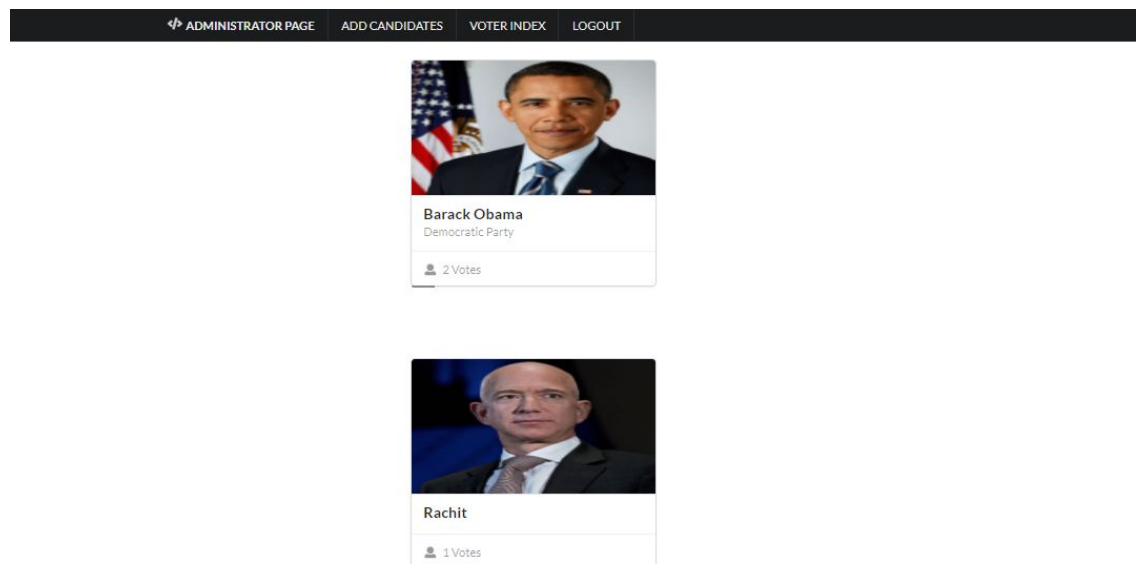 ADMINISTRATOR PAGE ADD CANDIDATES VOTER INDEX LOGOUT
Barack Obama
Democratic Party
2 Votes
Rachit
1 Votes